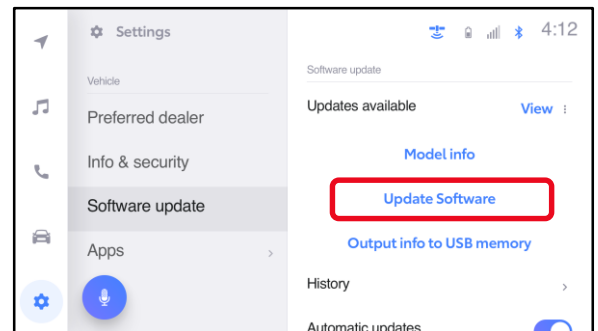 Settings
4:12
Vehicle
Preferred dealer
Info & security
Software update
Apps
Software update
Updates available
View
Model info
Update Software
Output info to USB memory
History
Automatic updates